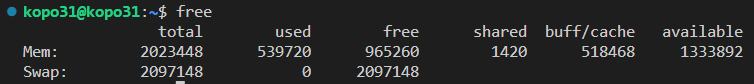 kopo31@kopo31:~$ free
total used free shared buff/cache available
Mem: 2023448 539720 965260 1420 518468 1333892
Swap: 2097148 0 2097148